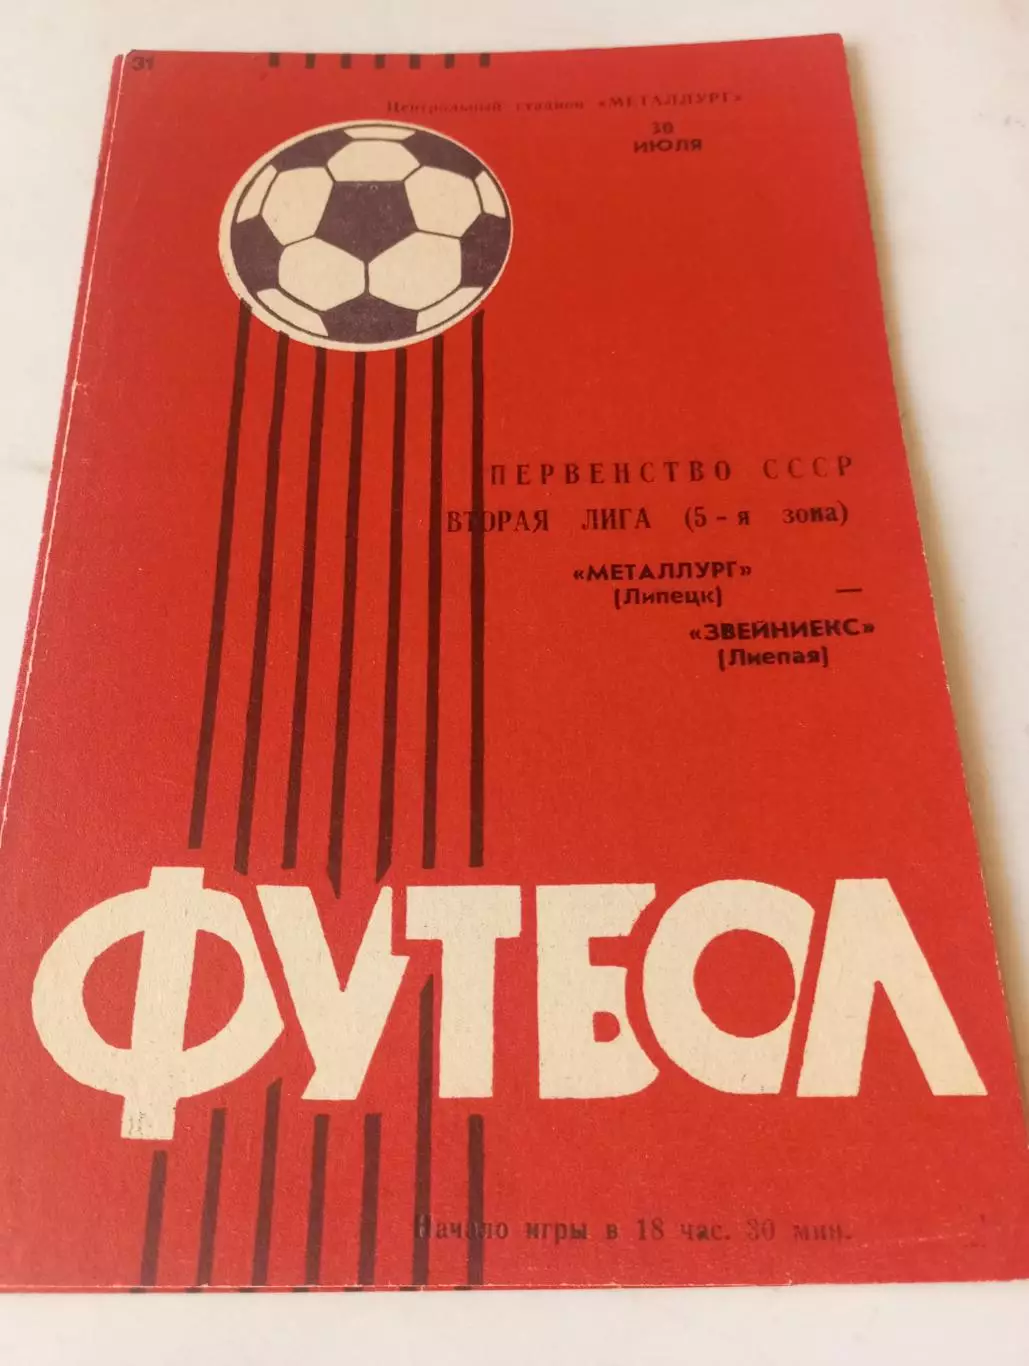 31
Центральный стадион «МЕТАЛЛУРГ»
30
ИЮЛЯ
ПЕРВЕНСТВО СССР
ВТОРАЯ ЛИГА (5-я зона)
«МЕТАЛЛУРГ»
(Липецк) —
«ЗВЕЙНИЕКС»
(Лиепая)
ФУТБОЛ
Начало игры в 18 час. 30 мин.